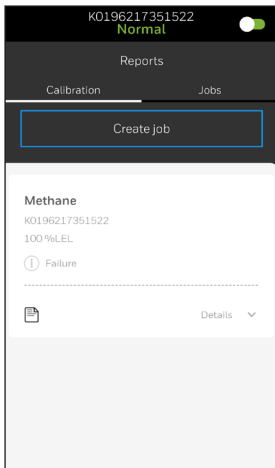 K0196217351522
Normal
Reports
Calibration Jobs
Create job
Methane
K0196217351522
100 %LEL
Failure
Details